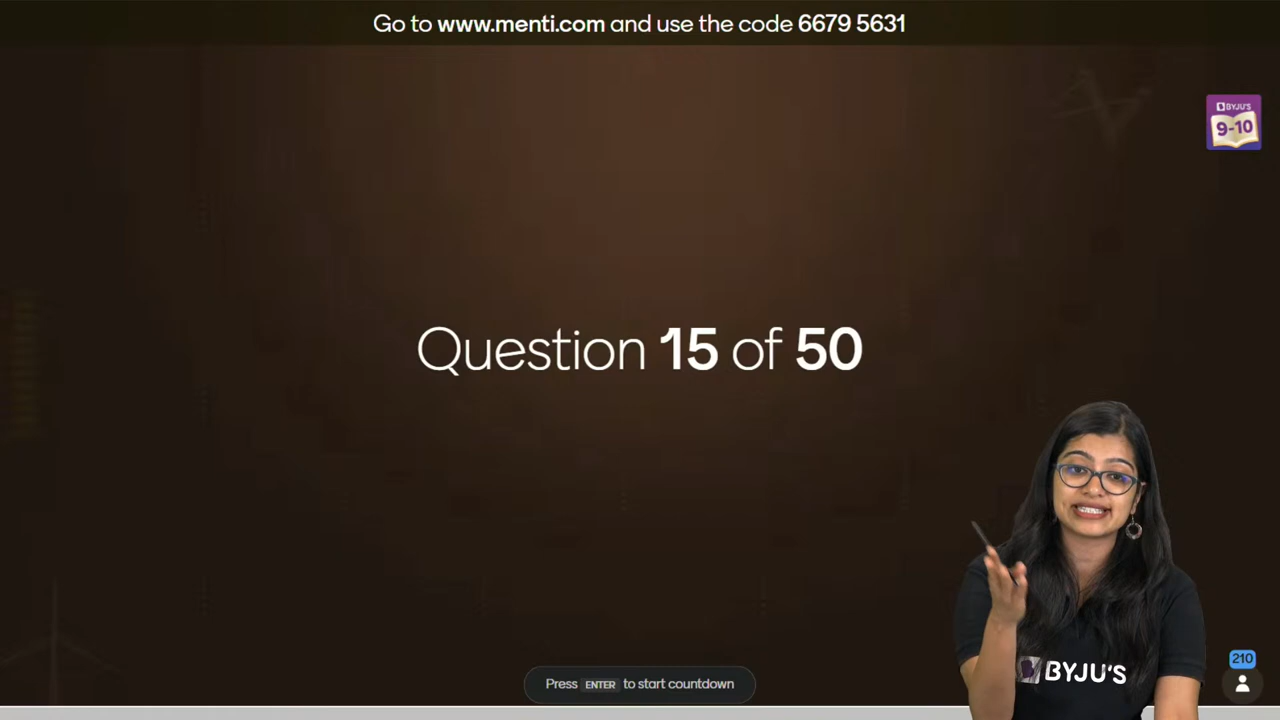 Go to www.menti.com and use the code 6679 5631
BYJU'S
9-10
Question 15 of 50
BYJU'S
210
Press ENTER to start countdown